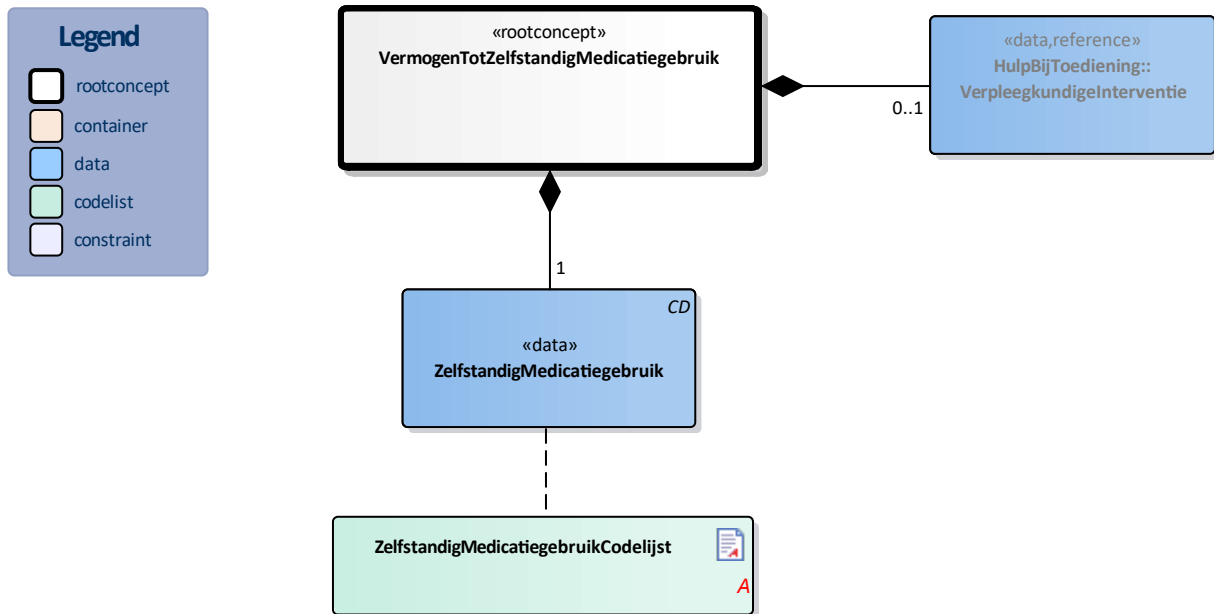 Legend
rootconcept
container
data
codelist
constraint
«rootconcept»
VermogenTotZelfstandigMedicatiegebruik
«data,reference»
HulpBijToediening::
VerpleegkundigeInterventie
0..1
1
CD
«data»
ZelfstandigMedicatiegebruik
ZelfstandigMedicatiegebruikCodelijst
A
A